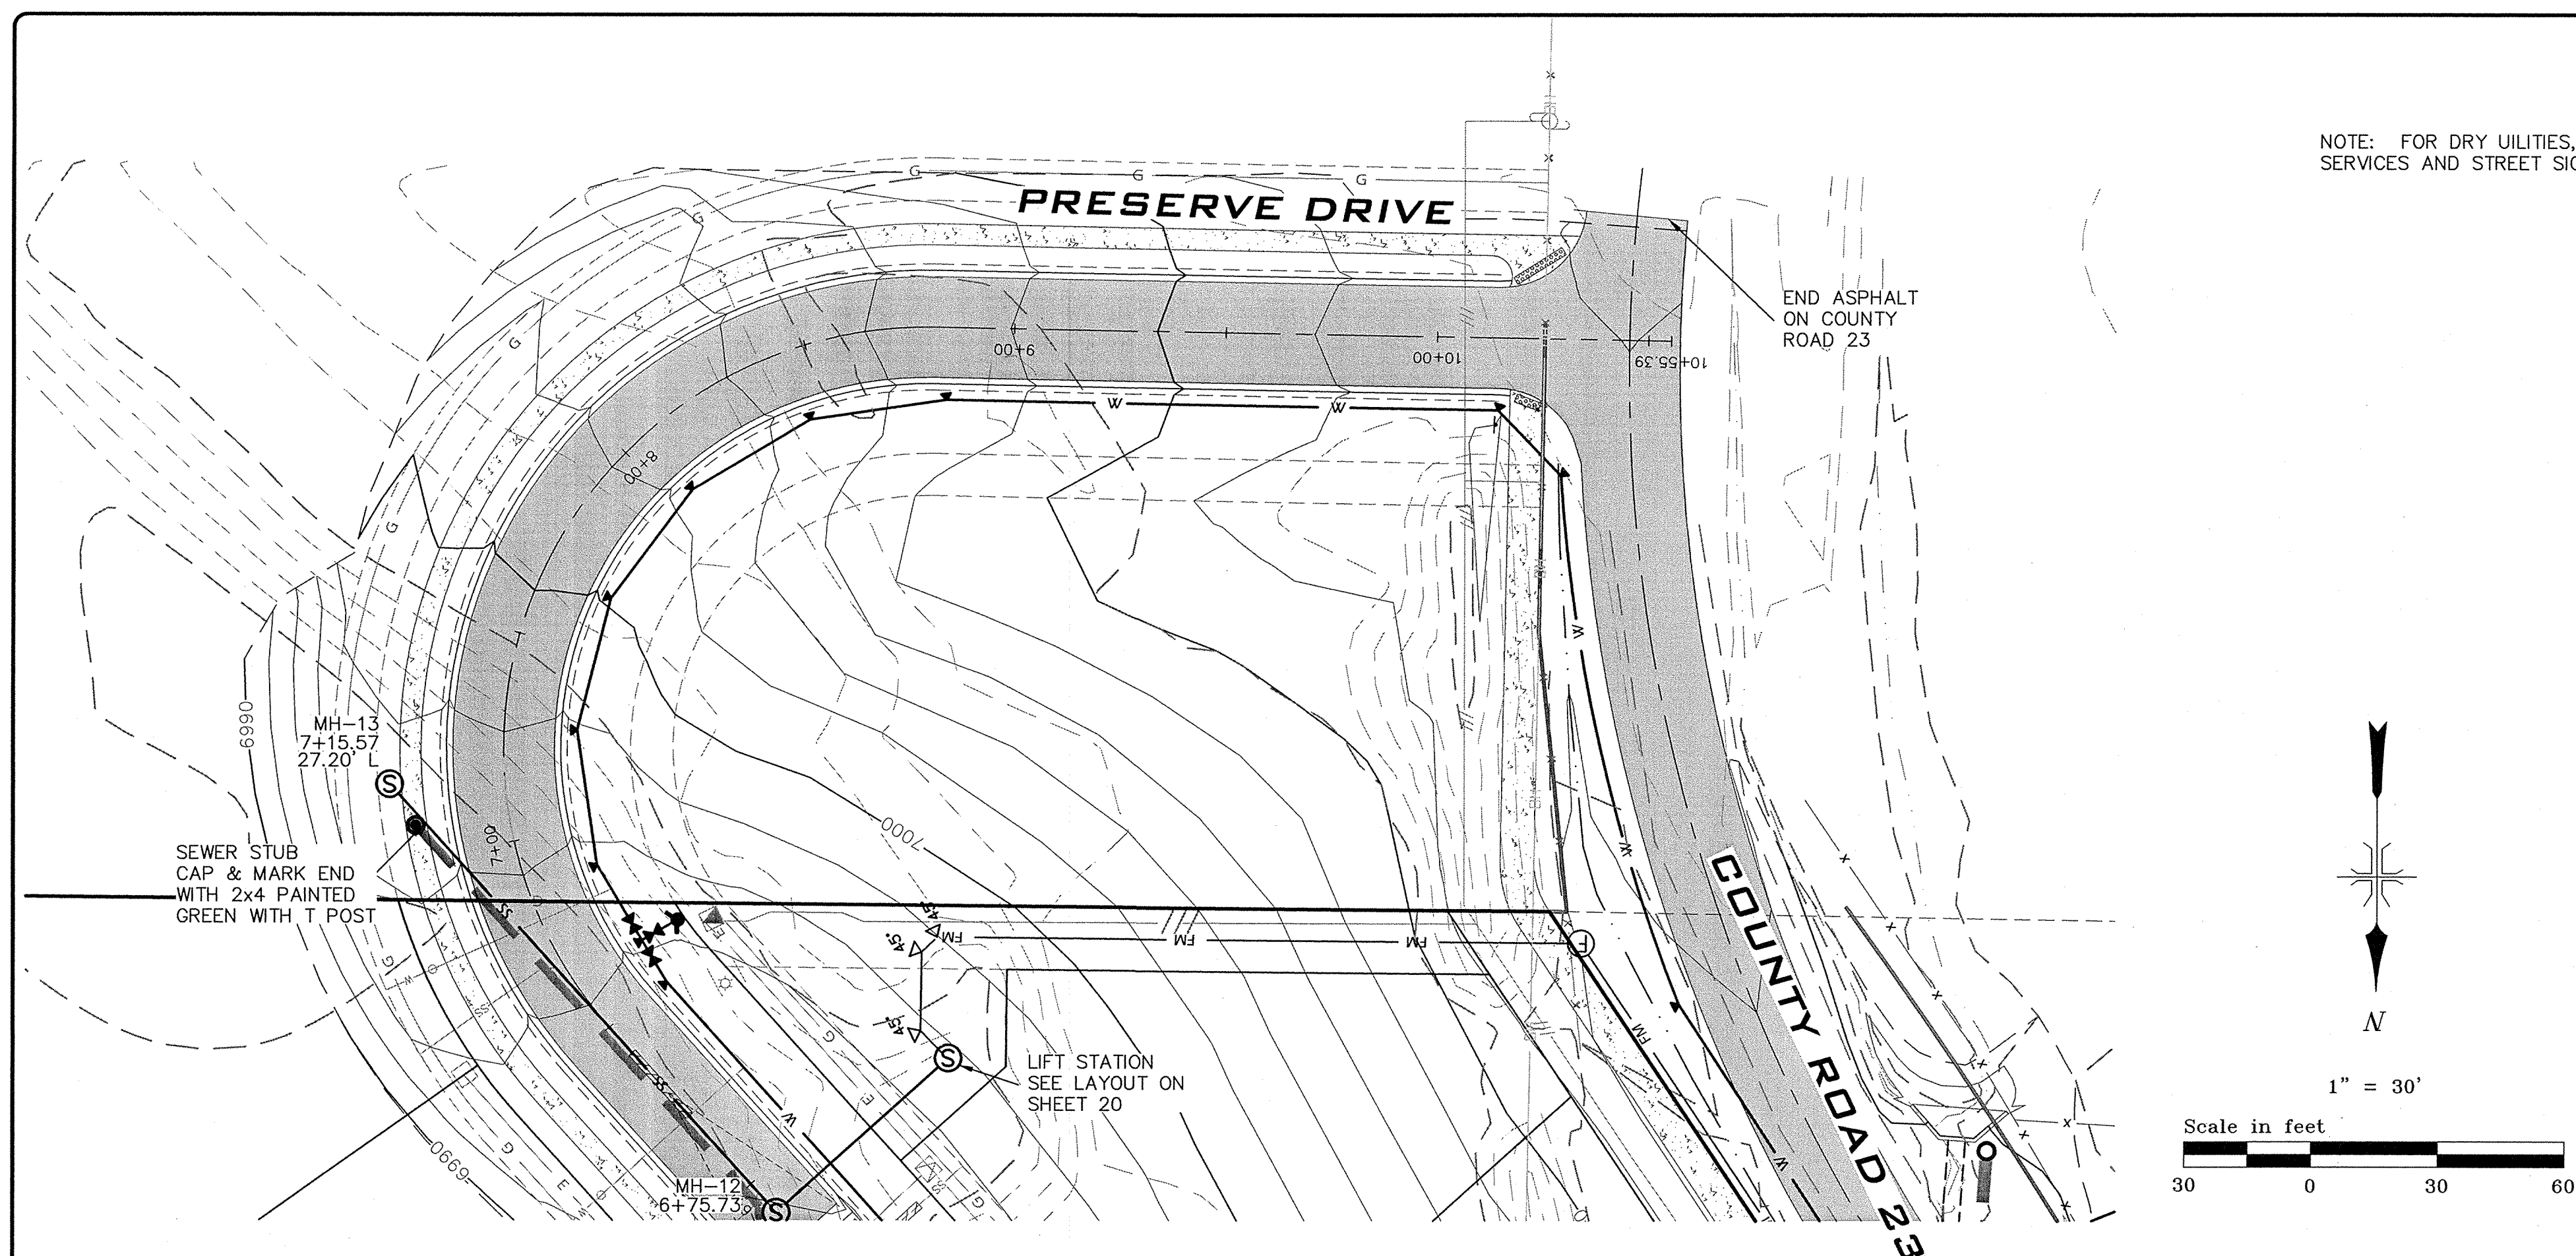 NOTE: FOR DRY UILITIES,
SERVICES AND STREET SIG
PRESERVE DRIVE
G
G
G
G
G
G
END ASPHALT
ON COUNTY
ROAD 23
9+00
10+00
10+55.39
8+00
W
W
W
W
6990
MH-13
7+15.57
27.20' L
S
7+00
7000
SEWER STUB
CAP & MARK END
WITH 2x4 PAINTED
GREEN WITH T POST
SS
45°
45°
45°
FM
FM
FM
FM
F
E
G
W
G
SS
SS
S
LIFT STATION
SEE LAYOUT ON
SHEET 20
E
W
G
E
6990
MH-12
6+75.73
S
G
W
COUNTY ROAD 23
N
1" = 30'
Scale in feet
30 0 30 60